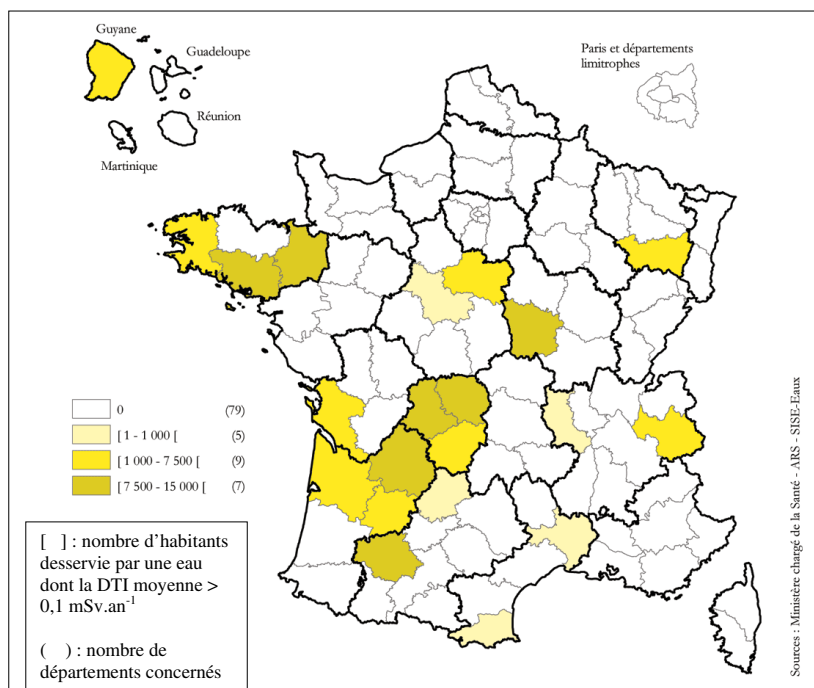 Guyane
Guadeloupe
Réunion
Martinique
Paris et départements
limitrophes
0 (79)
[ 1 - 1 000 [ (5)
[ 1 000 - 7 500 [ (9)
[ 7 500 - 15 000 [ (7)
[ ] : nombre d’habitants
desservie par une eau
dont la DTI moyenne >
0,1 mSv.an-1
( ) : nombre de
départements concernés
Sources : Ministère chargé de la Santé - ARS - SISE-Eaux